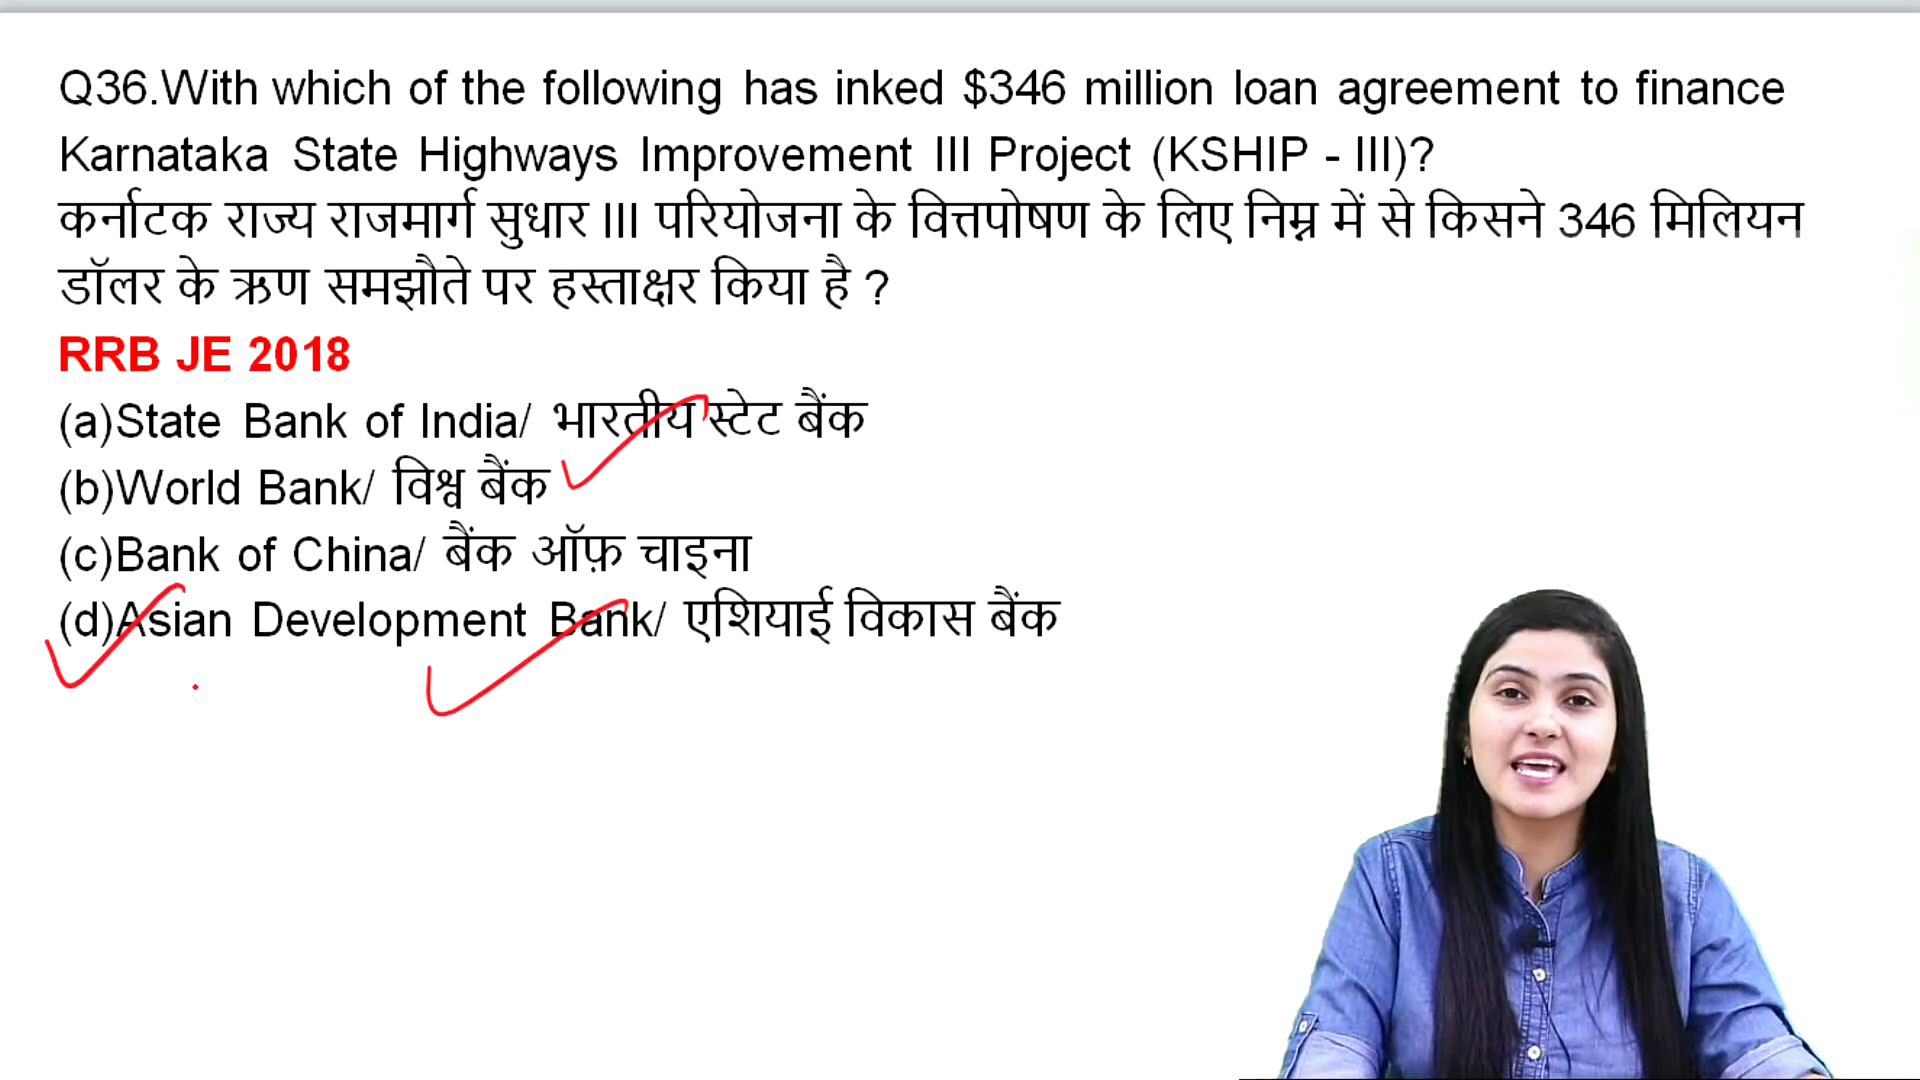 Q36.With which of the following has inked $346 million loan agreement to finance
Karnataka State Highways Improvement III Project (KSHIP - III)?
कर्नाटक राज्य राजमार्ग सुधार III परियोजना के वित्तपोषण के लिए निम्न में से किसने 346 मिलियन
डॉलर के ऋण समझौते पर हस्ताक्षर किया है ?
RRB JE 2018
(a)State Bank of India/ भारतीय स्टेट बैंक
(b)World Bank/ विश्व बैंक
(c)Bank of China/ बैंक ऑफ़ चाइना
(d)Asian Development Bank/ एशियाई विकास बैंक